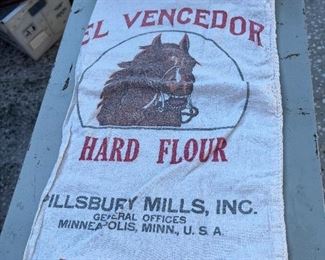 EL VENCEDOR
HARD FLOUR
PILLSBURY MILLS, INC.
GENERAL OFFICES
MINNEAPOLIS, MINN., U. S. A.